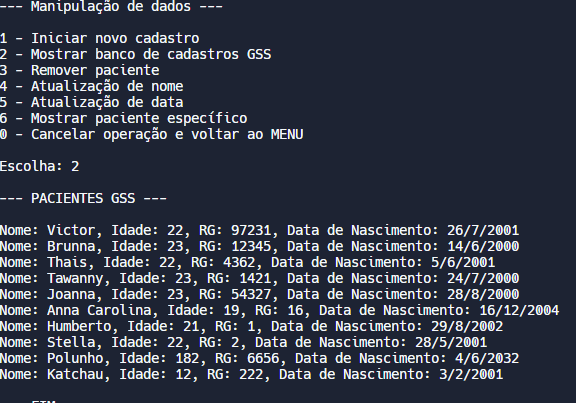 --- Manipulação de dados ---
1 - Iniciar novo cadastro
2 - Mostrar banco de cadastros GSS
3 - Remover paciente
4 - Atualização de nome
5 - Atualização de data
6 - Mostrar paciente específico
0 - Cancelar operação e voltar ao MENU
Escolha: 2
--- PACIENTES GSS ---
Nome: Victor, Idade: 22, RG: 97231, Data de Nascimento: 26/7/2001
Nome: Brunna, Idade: 23, RG: 12345, Data de Nascimento: 14/6/2000
Nome: Thais, Idade: 22, RG: 4362, Data de Nascimento: 5/6/2001
Nome: Tawanny, Idade: 23, RG: 1421, Data de Nascimento: 24/7/2000
Nome: Joanna, Idade: 23, RG: 54327, Data de Nascimento: 28/8/2000
Nome: Anna Carolina, Idade: 19, RG: 16, Data de Nascimento: 16/12/2004
Nome: Humberto, Idade: 21, RG: 1, Data de Nascimento: 29/8/2002
Nome: Stella, Idade: 22, RG: 2, Data de Nascimento: 28/5/2001
Nome: Polunho, Idade: 182, RG: 6656, Data de Nascimento: 4/6/2032
Nome: Katchau, Idade: 12, RG: 222, Data de Nascimento: 3/2/2001